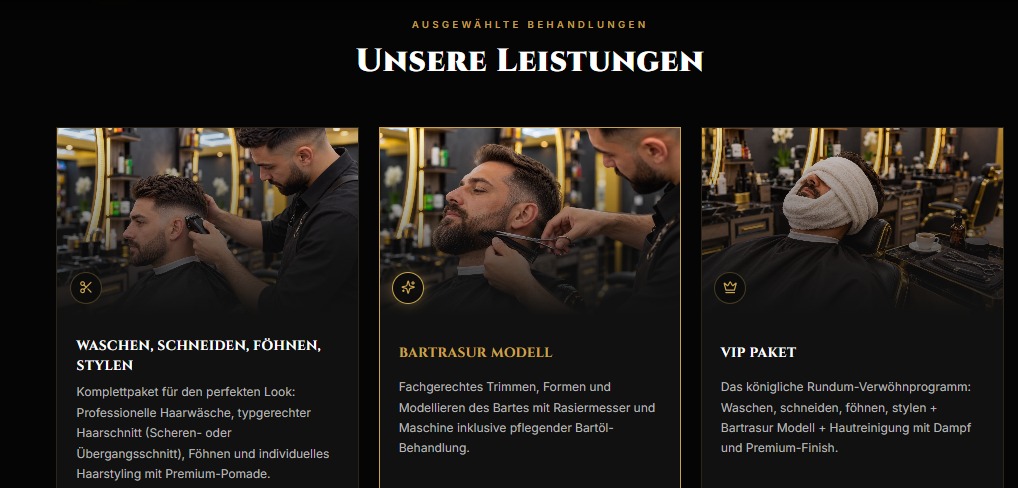 AUSGEWÄHLTE BEHANDLUNGEN
UNSERE LEISTUNGEN
WASCHEN, SCHNEIDEN, FÖHNEN,
STYLEN
Komplettpaket für den perfekten Look:
Professionelle Haarwäsche, typgerechter
Haarschnitt (Scheren- oder
Übergangsschnitt), Föhnen und individuelles
Haarstyling mit Premium-Pomade.
BARTRASUR MODELL
Fachgerechtes Trimmen, Formen und
Modellieren des Bartes mit Rasiermesser und
Maschine inklusive pflegender Bartöl-
Behandlung.
VIP PAKET
Das königliche Rundum-Verwöhnprogramm:
Waschen, schneiden, föhnen, stylen +
Bartrasur Modell + Hautreinigung mit Dampf
und Premium-Finish.